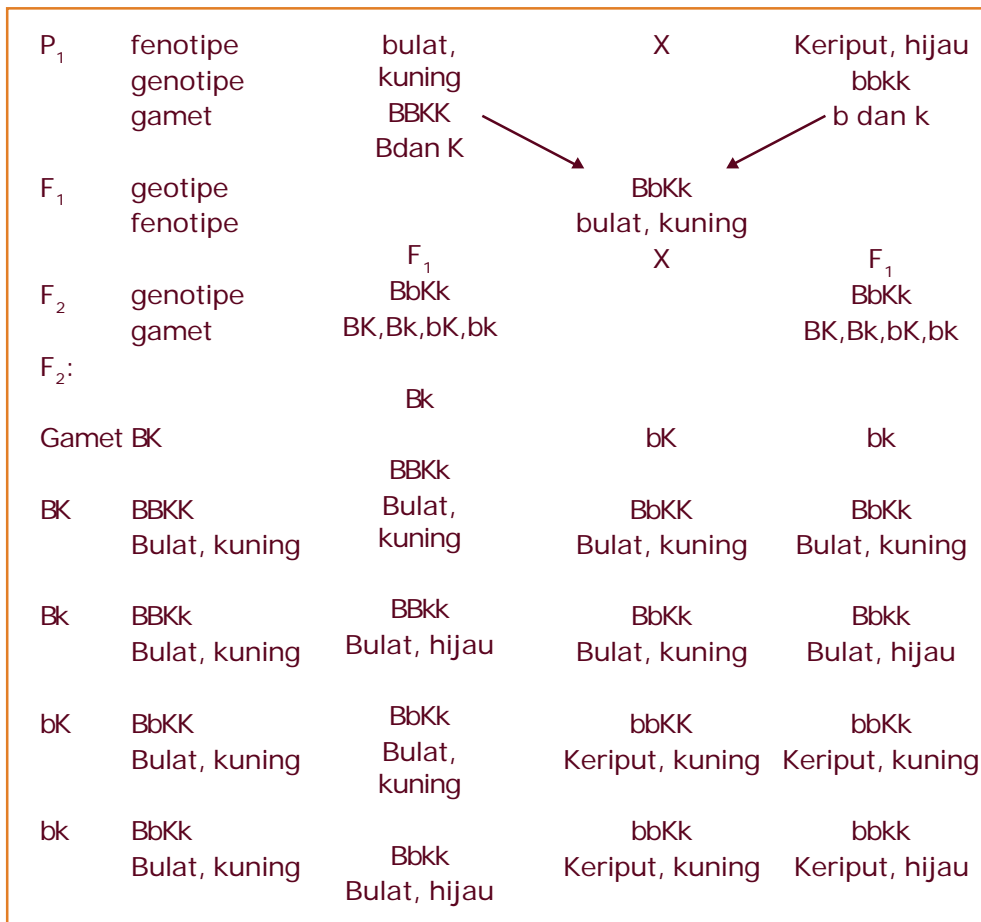 P1 fenotipe bulat, X Keriput, hijau
genotipe kuning bbkk
gamet BBKK b dan k
Bdan K
F1 geotipe BbKk
fenotipe bulat, kuning
F1 X F1
F2 genotipe BbKk BbKk
gamet BK,Bk,bK,bk BK,Bk,bK,bk
F2:
Bk
Gamet BK bK bk
BBKk
BK BBKK Bulat, BbKK BbKk
Bulat, kuning kuning Bulat, kuning Bulat, kuning
Bk BBKk BBkk BbKk Bbkk
Bulat, kuning Bulat, hijau Bulat, kuning Bulat, hijau
bK BbKK BbKk bbKK bbKk
Bulat, kuning Bulat, Keriput, kuning Keriput, kuning
kuning
bk BbKk bbKk bbkk
Bulat, kuning Bbkk Keriput, kuning Keriput, hijau
Bulat, hijau